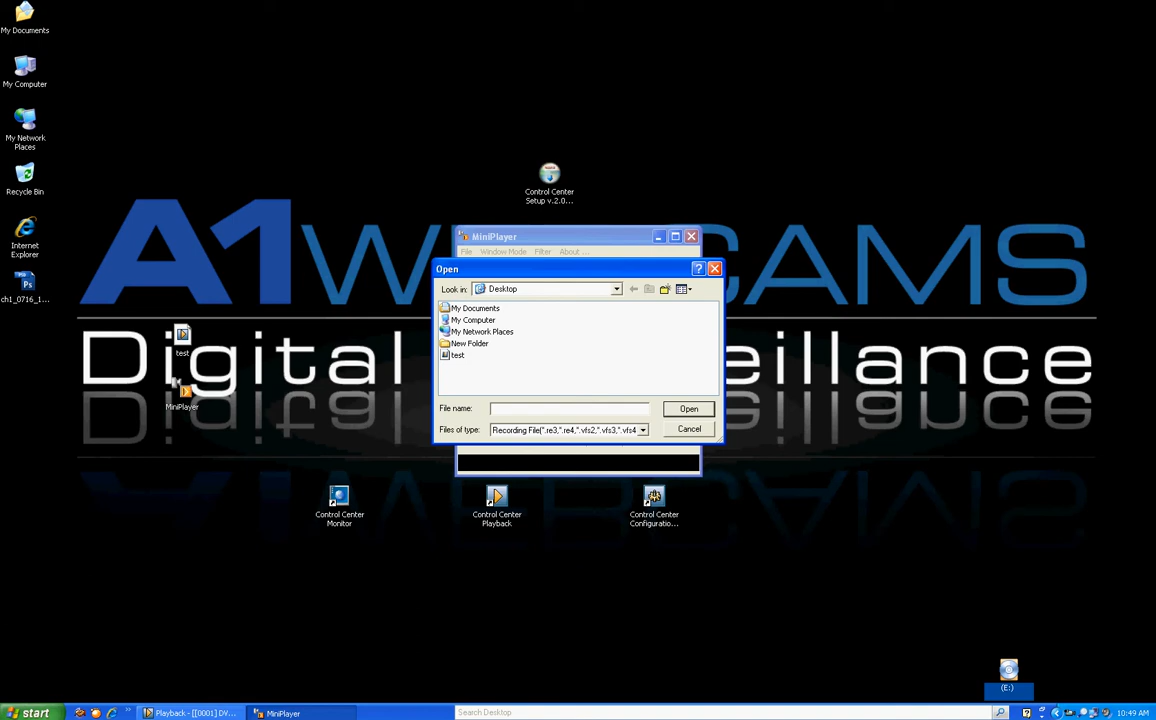 My Documents
My Computer
My Network
Places
Recycle Bin
Internet
Explorer
Ps
ch1_0716_1...
test
MiniPlayer
Control Center
Setup v.2.0...
A1W CAMS
Digital eillance
MiniPlayer
File Window Mode Filter About ...
Open
Look in: Desktop
My Documents
My Computer
My Network Places
New Folder
test
File name:
Open
Files of type: Recording File(*.re3,*.re4,*.vfs2,*.vfs3,*.vfs4
Cancel
Control Center
Monitor
Control Center
Playback
Control Center
Configuratio...
(E:)
start
Playback - [[0001] DV...
MiniPlayer
Search Desktop
10:49 AM